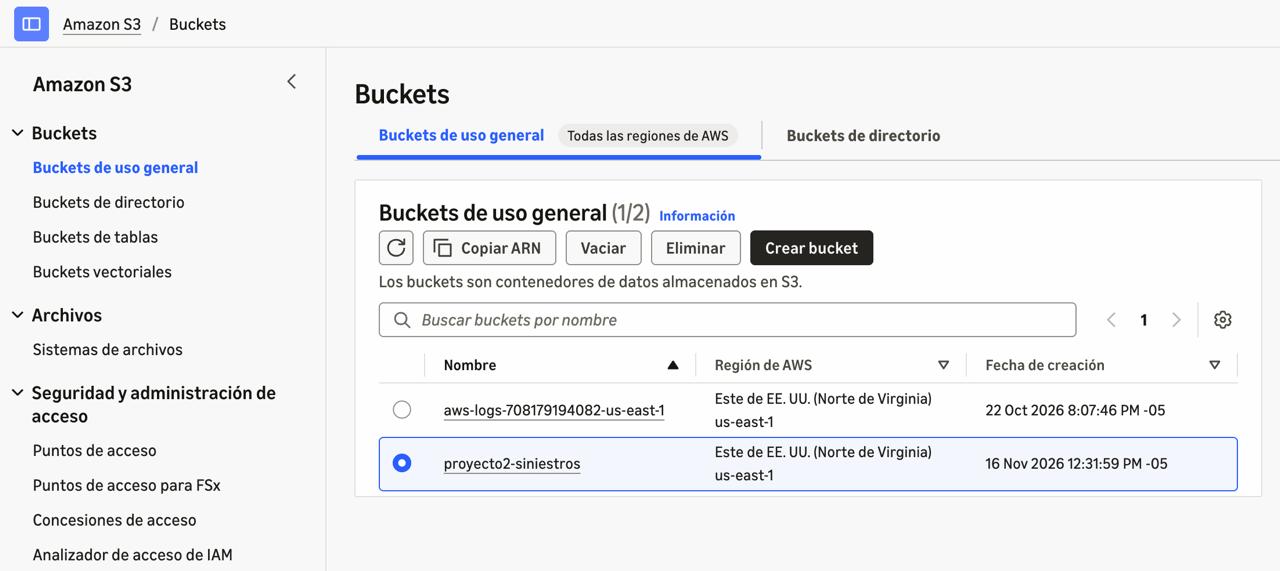 Amazon S3 / Buckets
Amazon S3
Buckets
Buckets de uso general
Buckets de directorio
Buckets de tablas
Buckets vectoriales
Archivos
Sistemas de archivos
Seguridad y administración de
acceso
Puntos de acceso
Puntos de acceso para FSx
Concesiones de acceso
Analizador de acceso de IAM
Buckets
Buckets de uso general Todas las regiones de AWS Buckets de directorio
Buckets de uso general (1/2) Información
Copiar ARN Vaciar Eliminar Crear bucket
Los buckets son contenedores de datos almacenados en S3.
Buscar buckets por nombre 1
Nombre Región de AWS Fecha de creación
aws-logs-708179194082-us-east-1 Este de EE. UU. (Norte de Virginia) 22 Oct 2026 8:07:46 PM -05
us-east-1
proyecto2-siniestros Este de EE. UU. (Norte de Virginia) 16 Nov 2026 12:31:59 PM -05
us-east-1